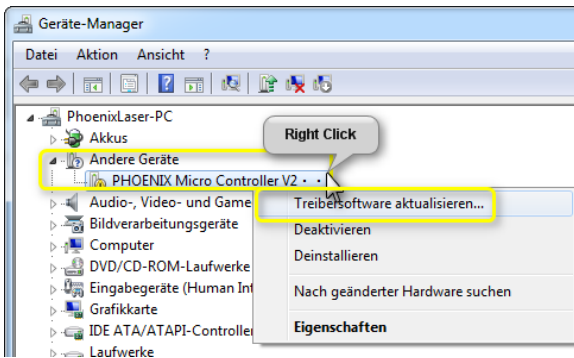 Geräte-Manager
Datei Aktion Ansicht ?
PhoenixLaser-PC
Akkus
Right Click
Andere Geräte
PHOENIX Micro Controller V2 · ·
Audio-, Video- und Game
Treibersoftware aktualisieren...
Bildverarbeitungsgeräte
Deaktivieren
Computer
Deinstallieren
DVD/CD-ROM-Laufwerke
Eingabegeräte (Human Int
Nach geänderter Hardware suchen
Grafikkarte
IDE ATA/ATAPI-Controller
Eigenschaften
Laufwerke